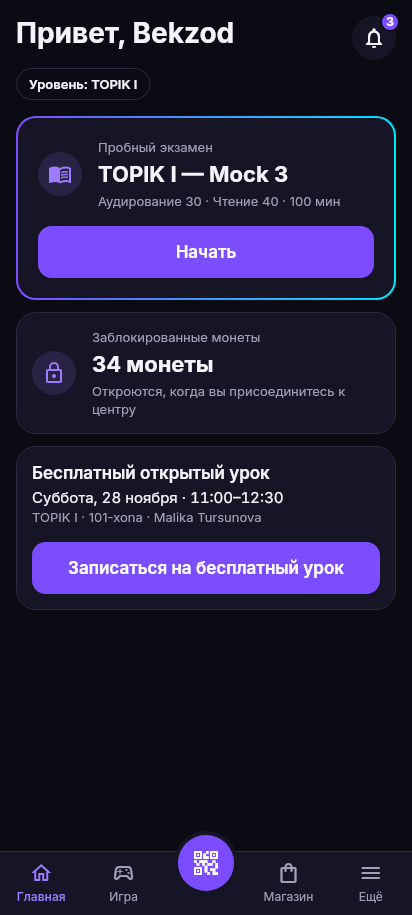 Привет, Bekzod
3
Уровень: TOPIK I
Пробный экзамен
TOPIK I — Mock 3
Аудирование 30 · Чтение 40 · 100 мин
Начать
Заблокированные монеты
34 монеты
Откроются, когда вы присоединитесь к
центру
Бесплатный открытый урок
Суббота, 28 ноября · 11:00–12:30
TOPIK I · 101-хона · Malika Tursunova
Записаться на бесплатный урок
Главная
Игра
Магазин
Ещё